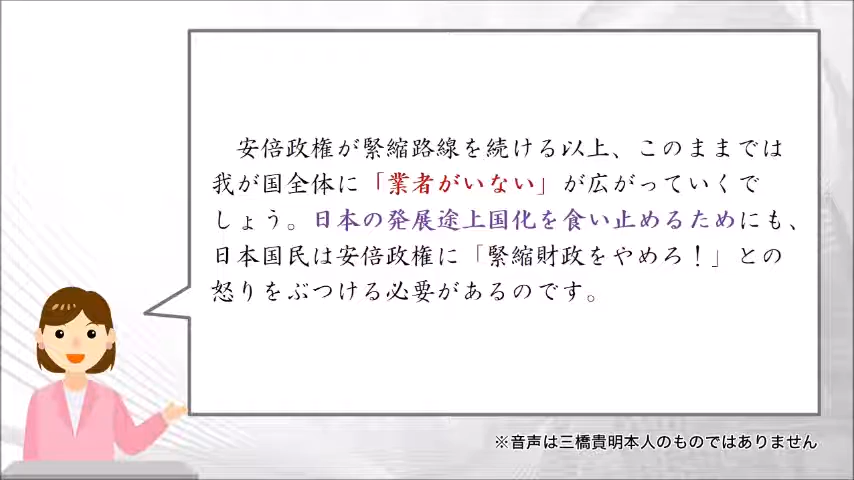 安倍政権が緊縮路線を続ける以上、このままでは
我が国全体に「業者がいない」が広がっていくで
しょう。日本の発展途上国化を食い止めるためにも、
日本国民は安倍政権に「緊縮財政をやめろ！」との
怒りをぶつける必要があるのです。
※音声は三橋貴明本人のものではありません